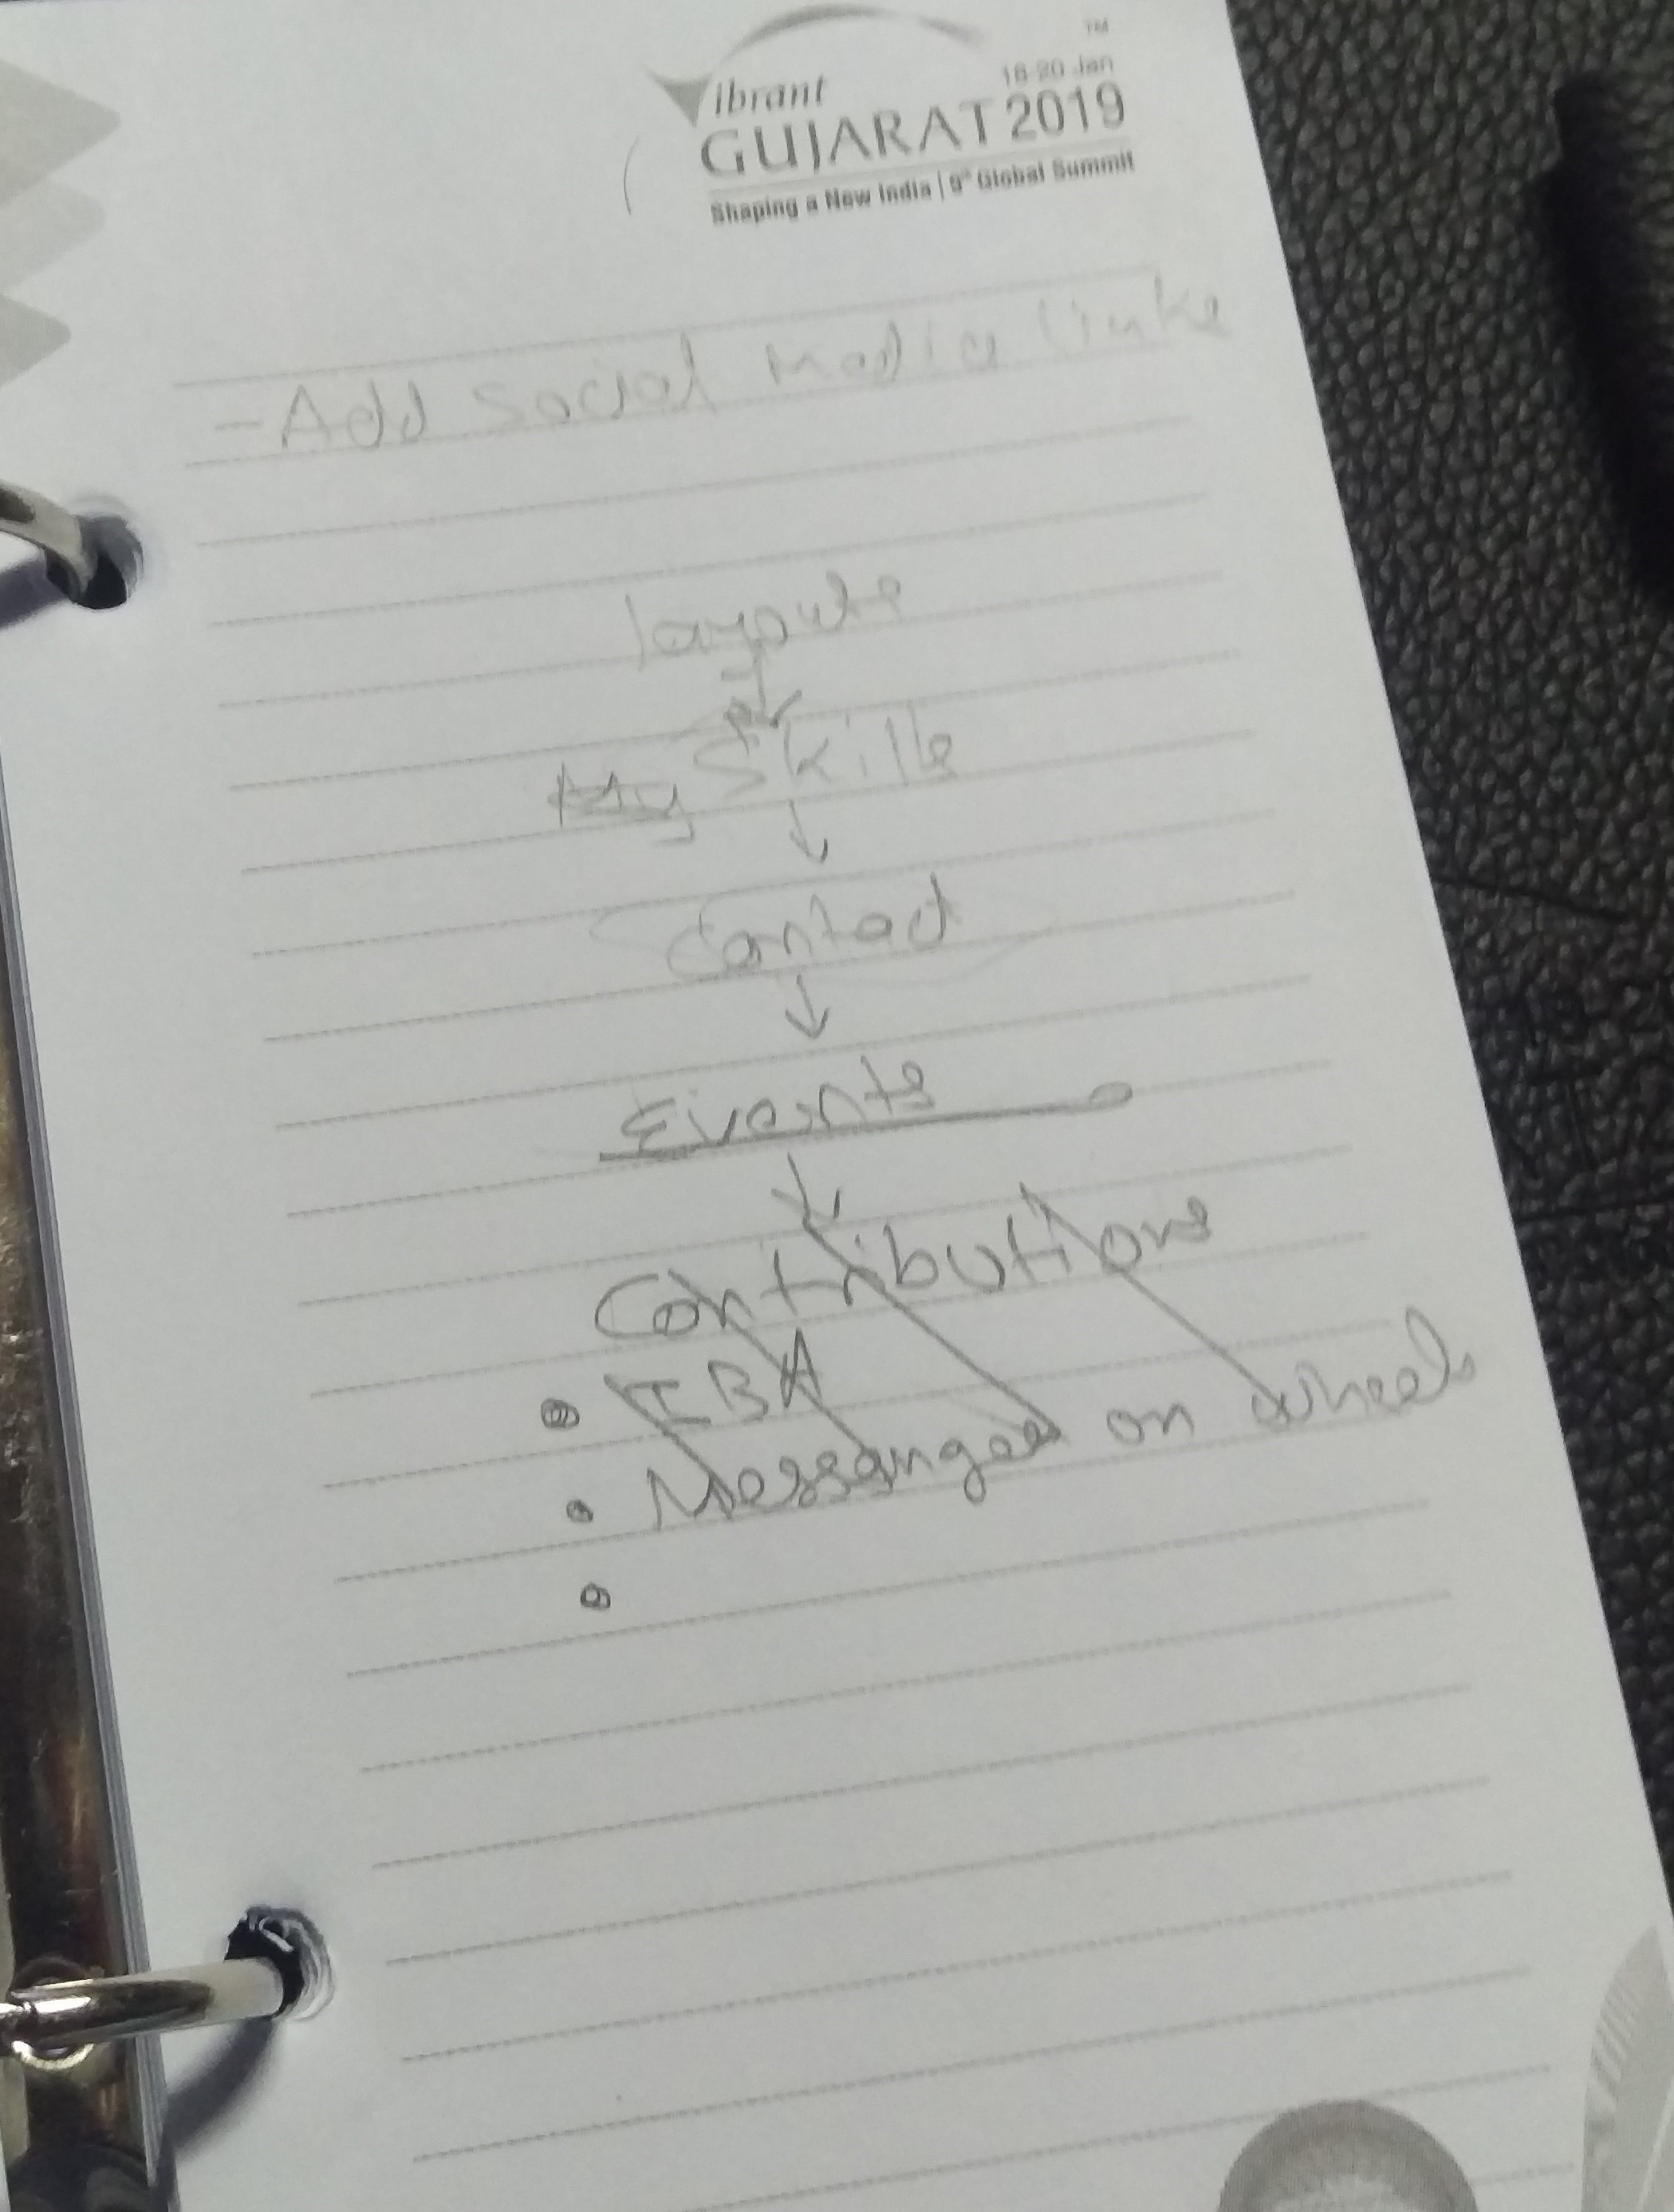 TM
Vibrant 18-20 Jan
GUJARAT 2019
Shaping a New India | 9th Global Summit
- Add social media links
layouts
↓
My Skills
↓
Contact
↓
Events
↓
Contributions
• IBA
• Messanger on wheels
•